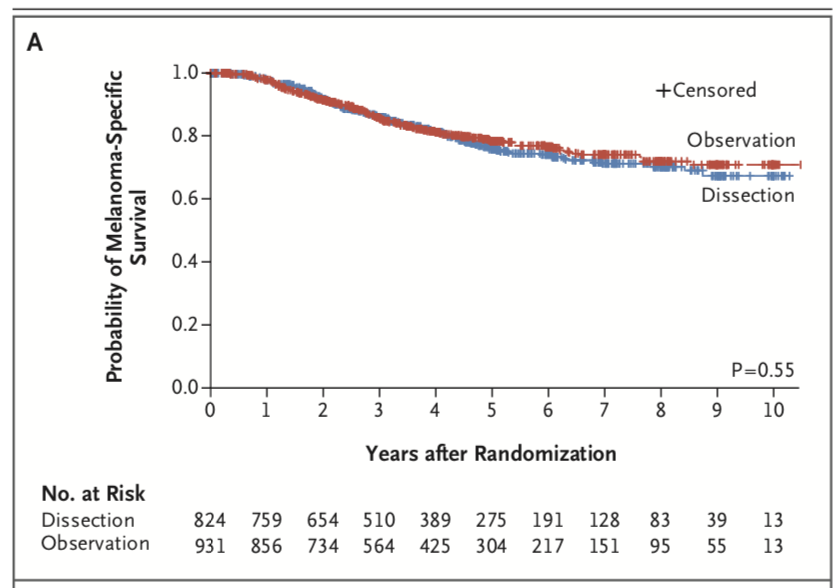 A
Probability of Melanoma-Specific
Survival
1.0
0.8
0.6
0.4
0.2
0.0
+Censored
Observation
Dissection
P=0.55
0 1 2 3 4 5 6 7 8 9 10
Years after Randomization
No. at Risk
Dissection 824 759 654 510 389 275 191 128 83 39 13
Observation 931 856 734 564 425 304 217 151 95 55 13